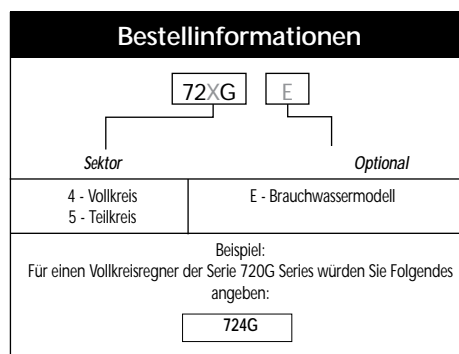 Bestellinformationen
72XG E
Sektor Optional
4 - Vollkreis E - Brauchwassermodell
5 - Teilkreis
Beispiel:
Für einen Vollkreisregner der Serie 720G Series würden Sie Folgendes
angeben:
724G